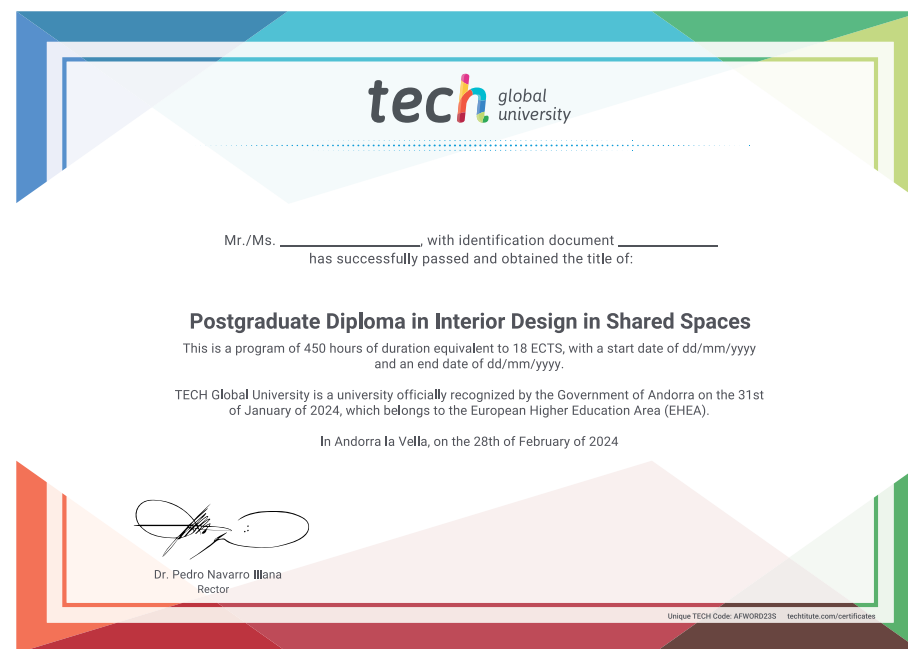 tech global university
Mr./Ms. ____________, with identification document ____________
has successfully passed and obtained the title of:
Postgraduate Diploma in Interior Design in Shared Spaces
This is a program of 450 hours of duration equivalent to 18 ECTS, with a start date of dd/mm/yyyy
and an end date of dd/mm/yyyy.
TECH Global University is a university officially recognized by the Government of Andorra on the 31st
of January of 2024, which belongs to the European Higher Education Area (EHEA).
In Andorra la Vella, on the 28th of February of 2024
Dr. Pedro Navarro Illana
Rector
Unique TECH Code: AFWORD23S techtitute.com/certificates